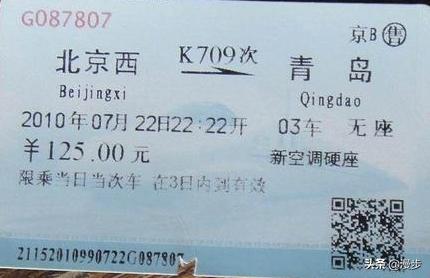 G087807
京B 售
北京西 K709次 青岛
Beijingxi Qingdao
2010年07月22日22:22开 03车 无座
￥125.00元 新空调硬座
限乘当日当次车 在3日内到有效
21152010990722G087807
头条@漫步